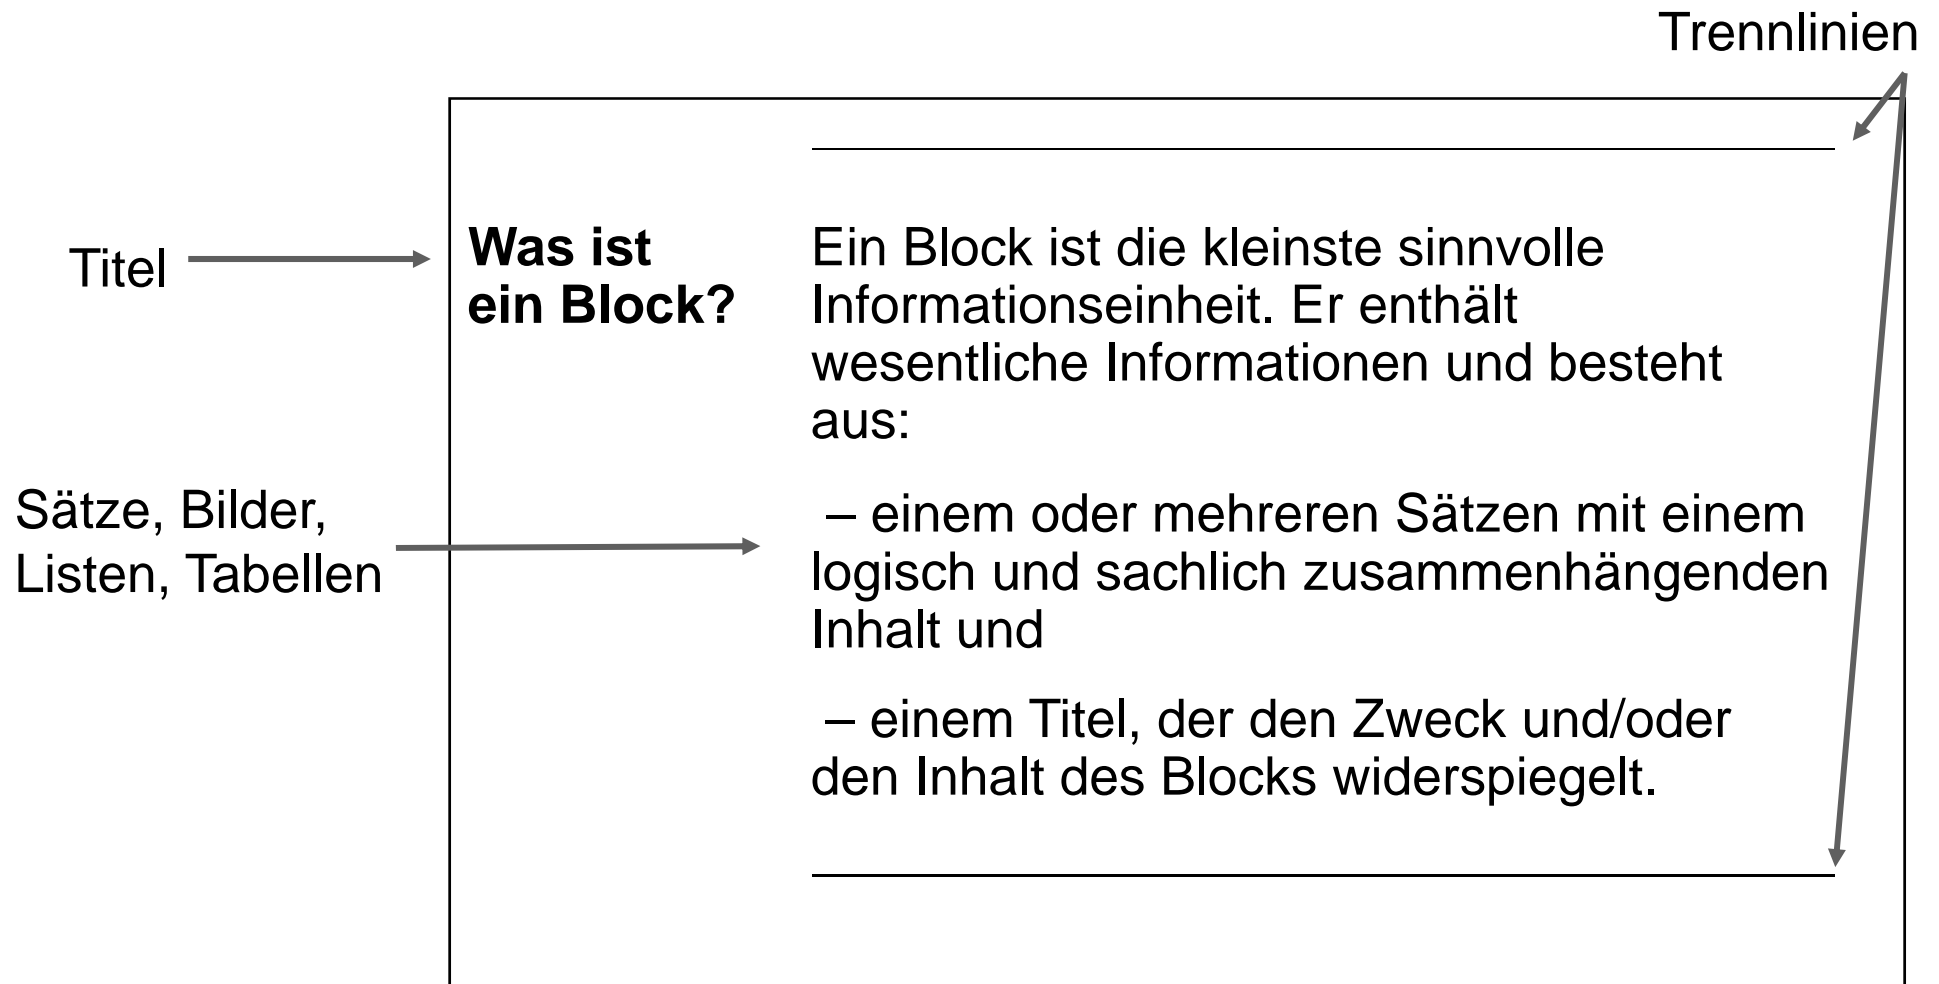 Trennlinien
Titel
Was ist
ein Block?
Ein Block ist die kleinste sinnvolle
Informationseinheit. Er enthält
wesentliche Informationen und besteht
aus:
Sätze, Bilder,
Listen, Tabellen
– einem oder mehreren Sätzen mit einem
logisch und sachlich zusammenhängenden
Inhalt und
– einem Titel, der den Zweck und/oder
den Inhalt des Blocks widerspiegelt.